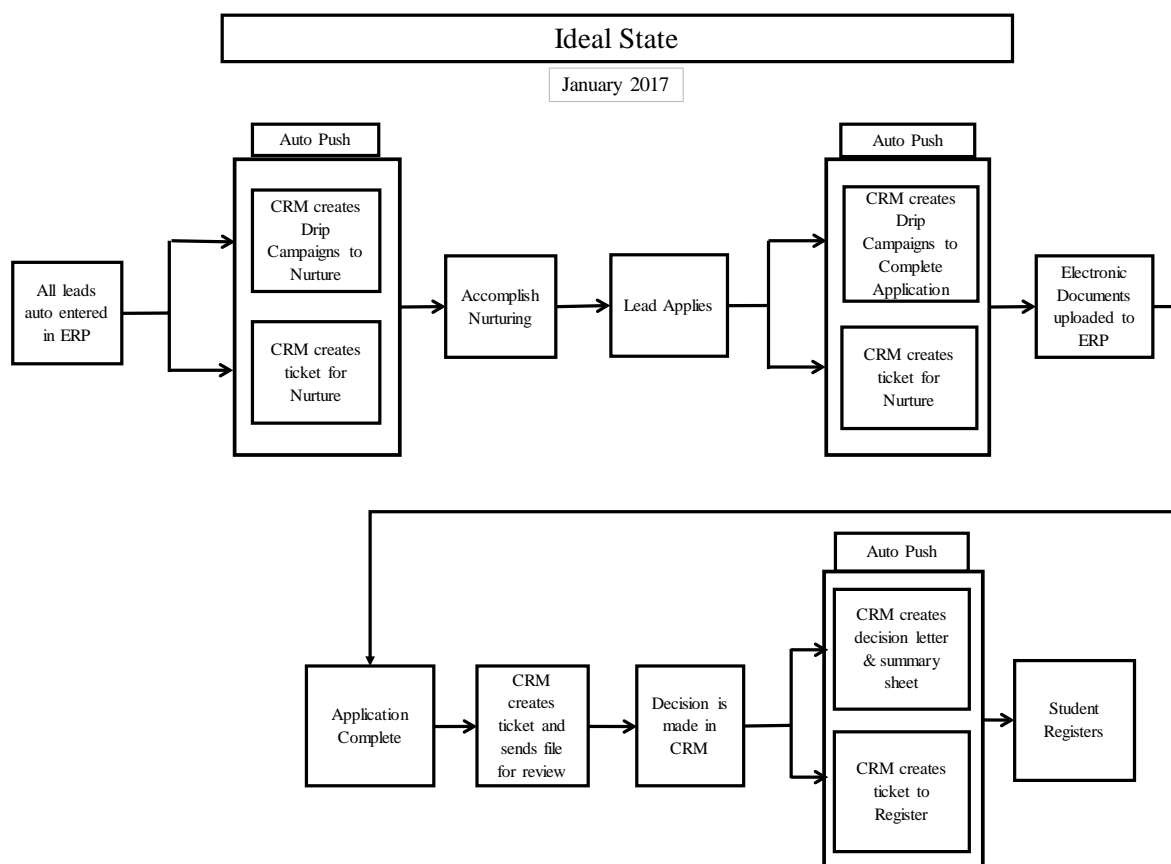 Ideal State
January 2017
Auto Push
CRM creates
Drip
Campaigns to
Nurture
CRM creates
ticket for
Nurture
All leads
auto entered
in ERP
Accomplish
Nurturing
Lead Applies
Auto Push
CRM creates
Drip
Campaigns to
Complete
Application
CRM creates
ticket for
Nurture
Electronic
Documents
uploaded to
ERP
Application
Complete
CRM
creates
ticket and
sends file
for review
Decision is
made in
CRM
Auto Push
CRM creates
decision letter
& summary
sheet
CRM creates
ticket to
Register
Student
Registers